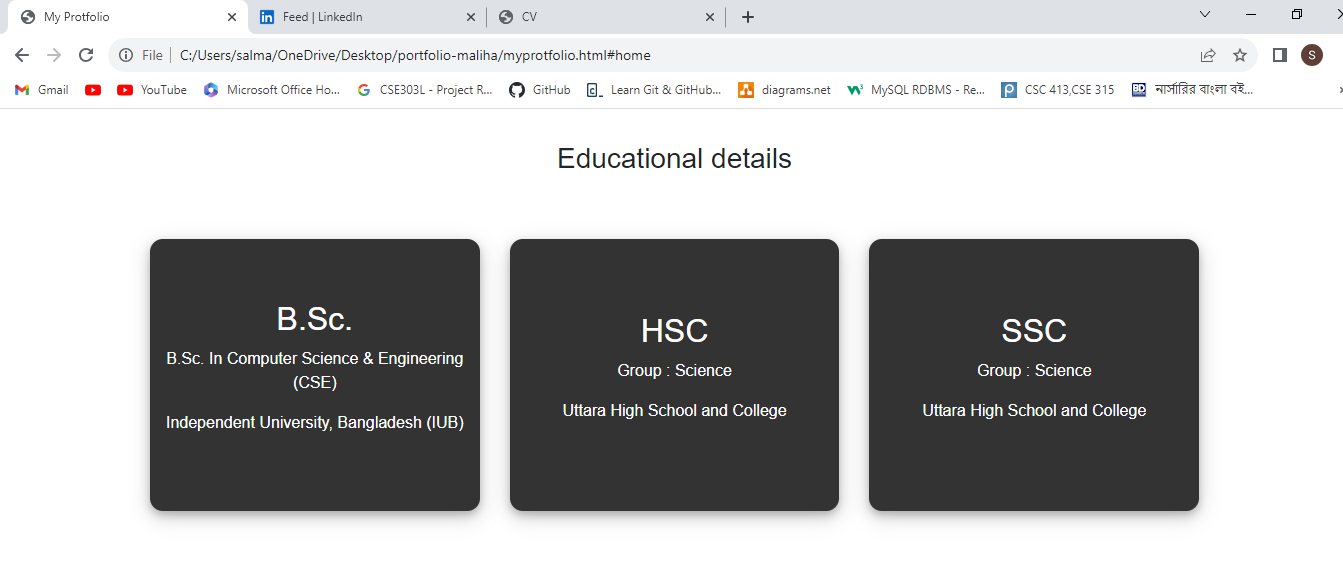 My Protfolio
Feed | LinkedIn
CV
File
C:/Users/salma/OneDrive/Desktop/portfolio-maliha/myprotfolio.html#home
S
Gmail
YouTube
Microsoft Office Ho...
CSE303L - Project R...
GitHub
Learn Git & GitHub...
diagrams.net
MySQL RDBMS - Re...
CSC 413,CSE 315
নার্সারির বাংলা বই...
Educational details
B.Sc.
B.Sc. In Computer Science & Engineering
(CSE)
Independent University, Bangladesh (IUB)
HSC
Group : Science
Uttara High School and College
SSC
Group : Science
Uttara High School and College